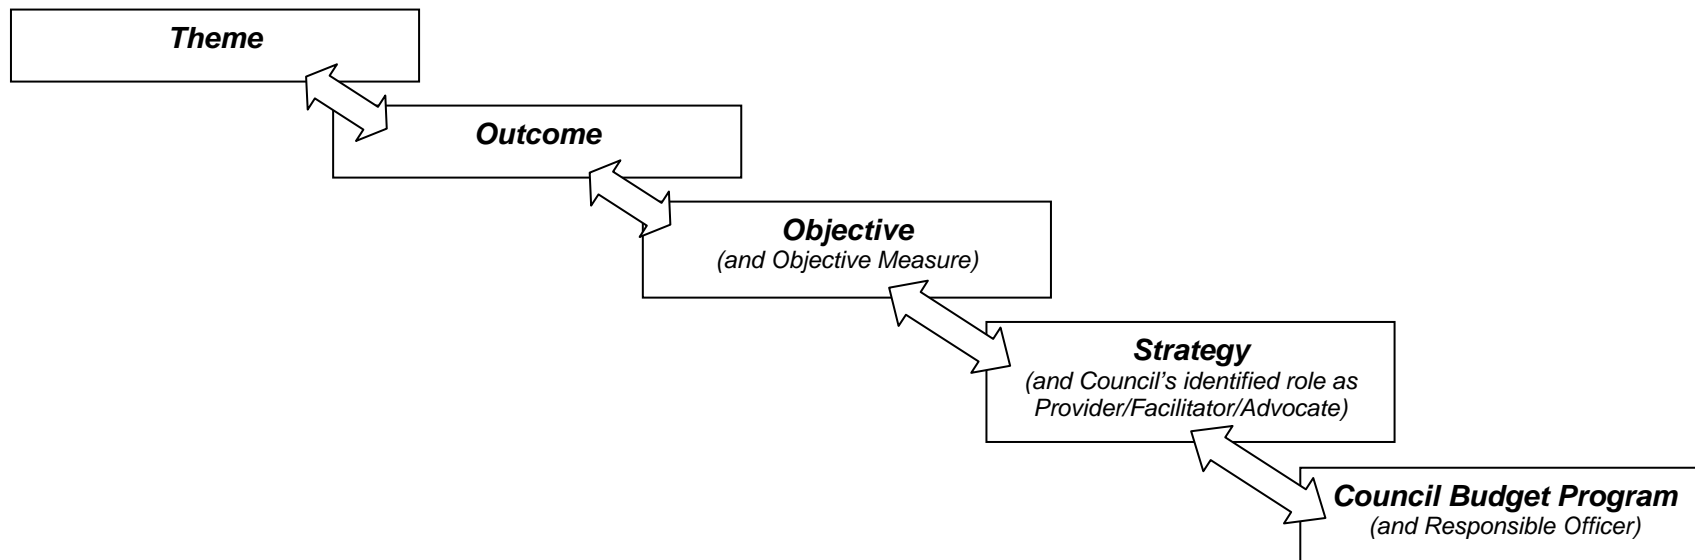 Theme
Outcome
Objective
(and Objective Measure)
Strategy
(and Council’s identified role as
Provider/Facilitator/Advocate)
Council Budget Program
(and Responsible Officer)